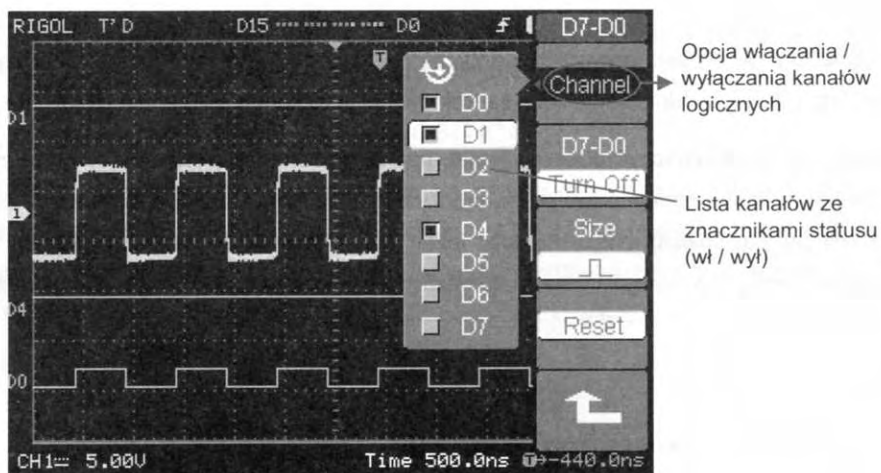 RIGOL T'D D15 D0
D7-D0
Channel
D7-D0
Turn Off
Size
Reset
D0
D1
D2
D3
D4
D5
D6
D7
D1
1
D4
D0
T
CH1 5.00V Time 500.0ns T→-440.0ns
Opcja włączania /
wyłączania kanałów
logicznych
Lista kanałów ze
znacznikami statusu
(wł / wył)